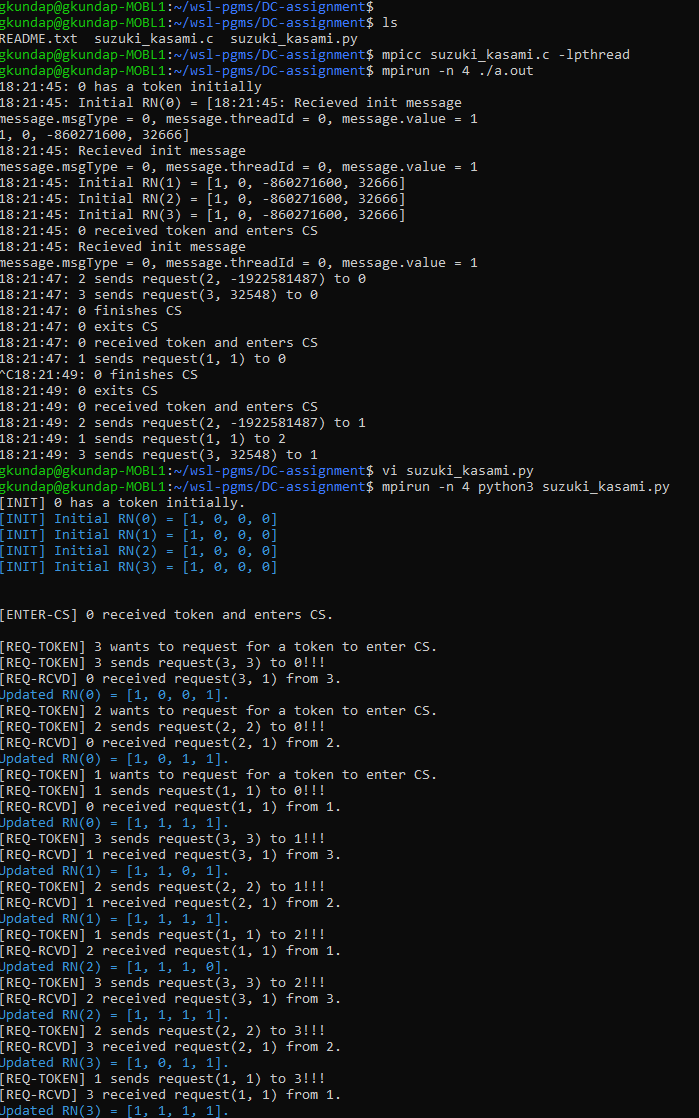 gkundap@gkundap-MOBL1:~/wsl-pgms/DC-assignment$
gkundap@gkundap-MOBL1:~/wsl-pgms/DC-assignment$ ls
README.txt  suzuki_kasami.c  suzuki_kasami.py
gkundap@gkundap-MOBL1:~/wsl-pgms/DC-assignment$ mpicc suzuki_kasami.c -lpthread
gkundap@gkundap-MOBL1:~/wsl-pgms/DC-assignment$ mpirun -n 4 ./a.out
18:21:45: 0 has a token initially
18:21:45: Initial RN(0) = [18:21:45: Recieved init message
message.msgType = 0, message.threadId = 0, message.value = 1
1, 0, -860271600, 32666]
18:21:45: Recieved init message
message.msgType = 0, message.threadId = 0, message.value = 1
18:21:45: Initial RN(1) = [1, 0, -860271600, 32666]
18:21:45: Initial RN(2) = [1, 0, -860271600, 32666]
18:21:45: Initial RN(3) = [1, 0, -860271600, 32666]
18:21:45: 0 received token and enters CS
18:21:45: Recieved init message
message.msgType = 0, message.threadId = 0, message.value = 1
18:21:47: 2 sends request(2, -1922581487) to 0
18:21:47: 3 sends request(3, 32548) to 0
18:21:47: 0 finishes CS
18:21:47: 0 exits CS
18:21:47: 0 received token and enters CS
18:21:47: 1 sends request(1, 1) to 0
^C18:21:49: 0 finishes CS
18:21:49: 0 exits CS
18:21:49: 0 received token and enters CS
18:21:49: 2 sends request(2, -1922581487) to 1
18:21:49: 1 sends request(1, 1) to 2
18:21:49: 3 sends request(3, 32548) to 1
gkundap@gkundap-MOBL1:~/wsl-pgms/DC-assignment$ vi suzuki_kasami.py
gkundap@gkundap-MOBL1:~/wsl-pgms/DC-assignment$ mpirun -n 4 python3 suzuki_kasami.py
[INIT] 0 has a token initially.
[INIT] Initial RN(0) = [1, 0, 0, 0]
[INIT] Initial RN(1) = [1, 0, 0, 0]
[INIT] Initial RN(2) = [1, 0, 0, 0]
[INIT] Initial RN(3) = [1, 0, 0, 0]
[ENTER-CS] 0 received token and enters CS.
[REQ-TOKEN] 3 wants to request for a token to enter CS.
[REQ-TOKEN] 3 sends request(3, 3) to 0!!!
[REQ-RCVD] 0 received request(3, 1) from 3.
Updated RN(0) = [1, 0, 0, 1].
[REQ-TOKEN] 2 wants to request for a token to enter CS.
[REQ-TOKEN] 2 sends request(2, 2) to 0!!!
[REQ-RCVD] 0 received request(2, 1) from 2.
Updated RN(0) = [1, 0, 1, 1].
[REQ-TOKEN] 1 wants to request for a token to enter CS.
[REQ-TOKEN] 1 sends request(1, 1) to 0!!!
[REQ-RCVD] 0 received request(1, 1) from 1.
Updated RN(0) = [1, 1, 1, 1].
[REQ-TOKEN] 3 sends request(3, 3) to 1!!!
[REQ-RCVD] 1 received request(3, 1) from 3.
Updated RN(1) = [1, 1, 0, 1].
[REQ-TOKEN] 2 sends request(2, 2) to 1!!!
[REQ-RCVD] 1 received request(2, 1) from 2.
Updated RN(1) = [1, 1, 1, 1].
[REQ-TOKEN] 1 sends request(1, 1) to 2!!!
[REQ-RCVD] 2 received request(1, 1) from 1.
Updated RN(2) = [1, 1, 1, 0].
[REQ-TOKEN] 3 sends request(3, 3) to 2!!!
[REQ-RCVD] 2 received request(3, 1) from 3.
Updated RN(2) = [1, 1, 1, 1].
[REQ-TOKEN] 2 sends request(2, 2) to 3!!!
[REQ-RCVD] 3 received request(2, 1) from 2.
Updated RN(3) = [1, 0, 1, 1].
[REQ-TOKEN] 1 sends request(1, 1) to 3!!!
[REQ-RCVD] 3 received request(1, 1) from 1.
Updated RN(3) = [1, 1, 1, 1].